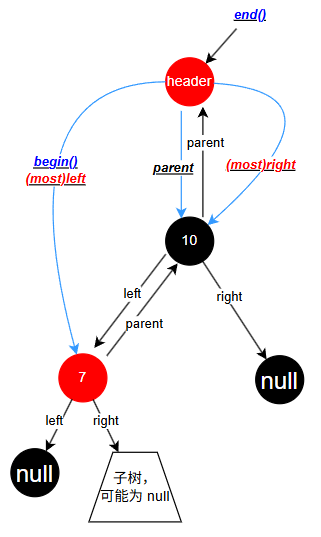 end()
header
parent
begin()
(most)left
parent
(most)right
10
left
parent
right
7
null
left
right
null
子树，
可能为 null